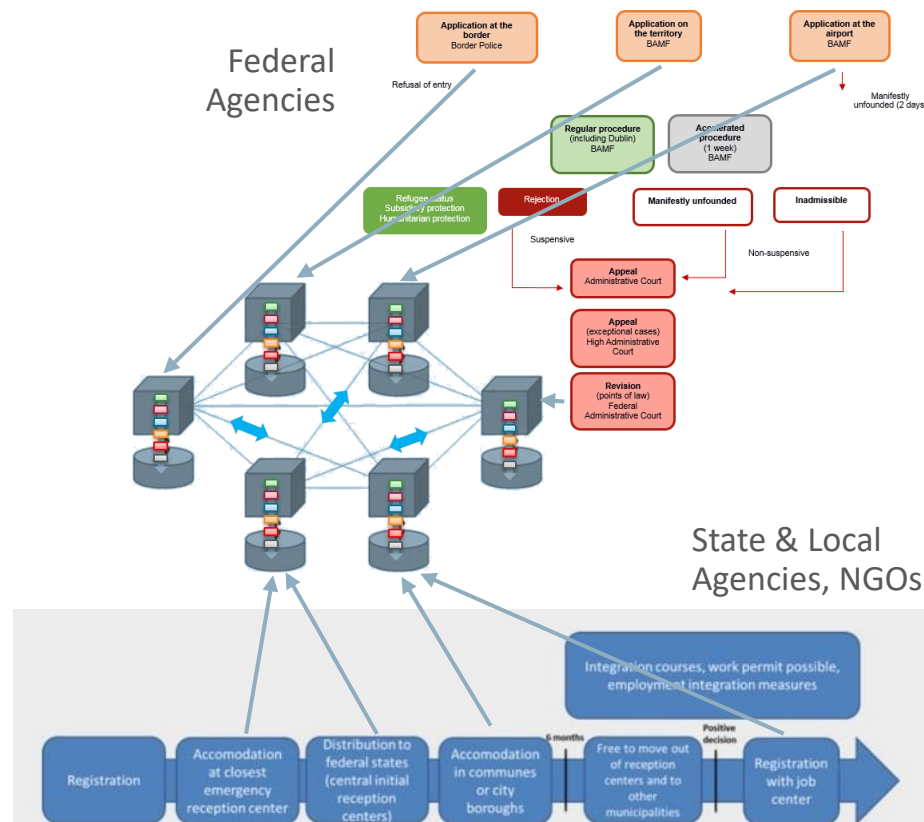 Federal
Agencies
Application at the
border
Border Police
Application on
the territory
BAMF
Application at the
airport
BAMF
Refusal of entry
Manifestly
unfounded (2 days
Regular procedure
(including Dublin)
BAMF
Accelerated
procedure
(1 week)
BAMF
Refugee status
Subsidiary protection
Humanitarian protection
Rejection
Manifestly unfounded
Inadmissible
Suspensive
Non-suspensive
Appeal
Administrative Court
Appeal
(exceptional cases)
High Administrative
Court
Revision
(points of law)
Federal
Administrative Court
State & Local
Agencies, NGOs
Integration courses, work permit possible,
employment integration measures
Registration
Accomodation
at closest
emergency
reception center
Distribution to
federal states
(central initial
reception
centers)
Accomodation
in communes
or city
boroughs
6 months
Free to move out
of reception
centers and to
other
municipalities
Positive
decision
Registration
with job
center